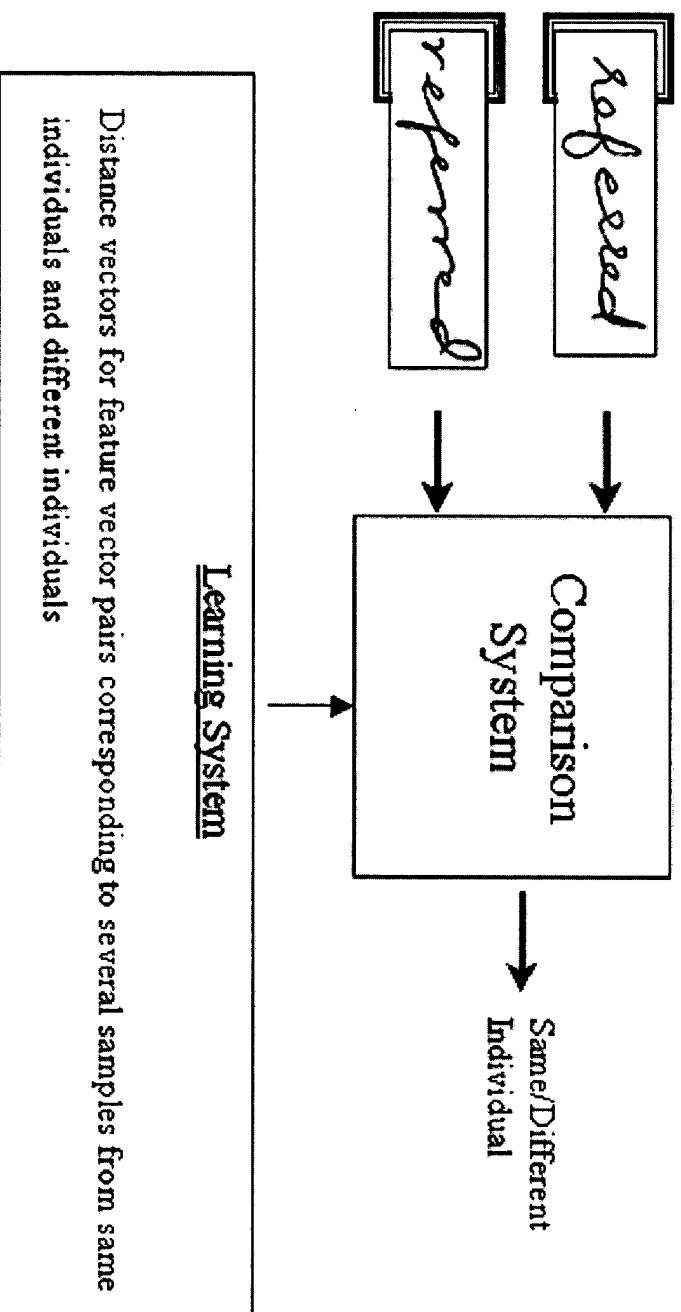 referred
referred
Comparison
System
Same/Different
Individual
Learning System
Distance vectors for feature vector pairs corresponding to several samples from same
individuals and different individuals